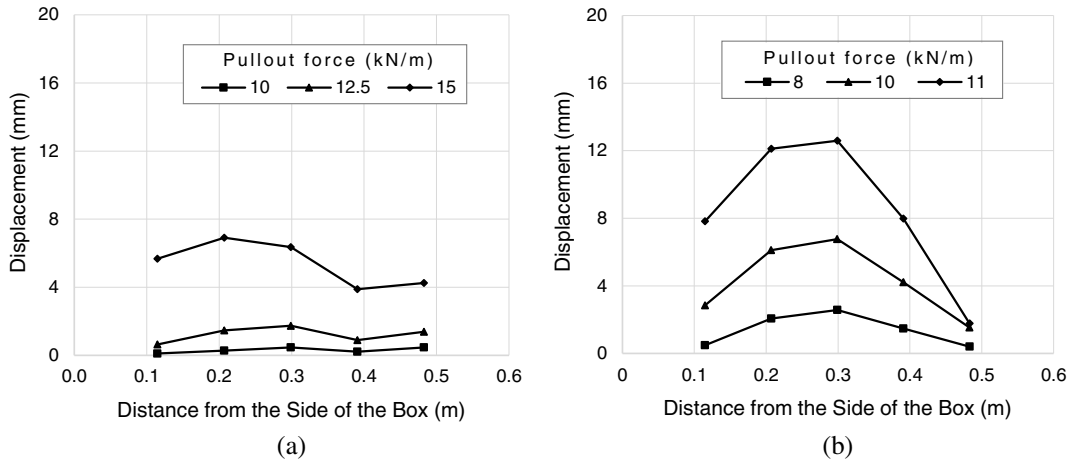 20
16
12
8
4
0
Displacement (mm)
Pullout force (kN/m)
10 12.5 15
0.0 0.1 0.2 0.3 0.4 0.5 0.6
Distance from the Side of the Box (m)
(a)
20
16
12
8
4
0
Displacement (mm)
Pullout force (kN/m)
8 10 11
0 0.1 0.2 0.3 0.4 0.5 0.6
Distance from the Side of the Box (m)
(b)